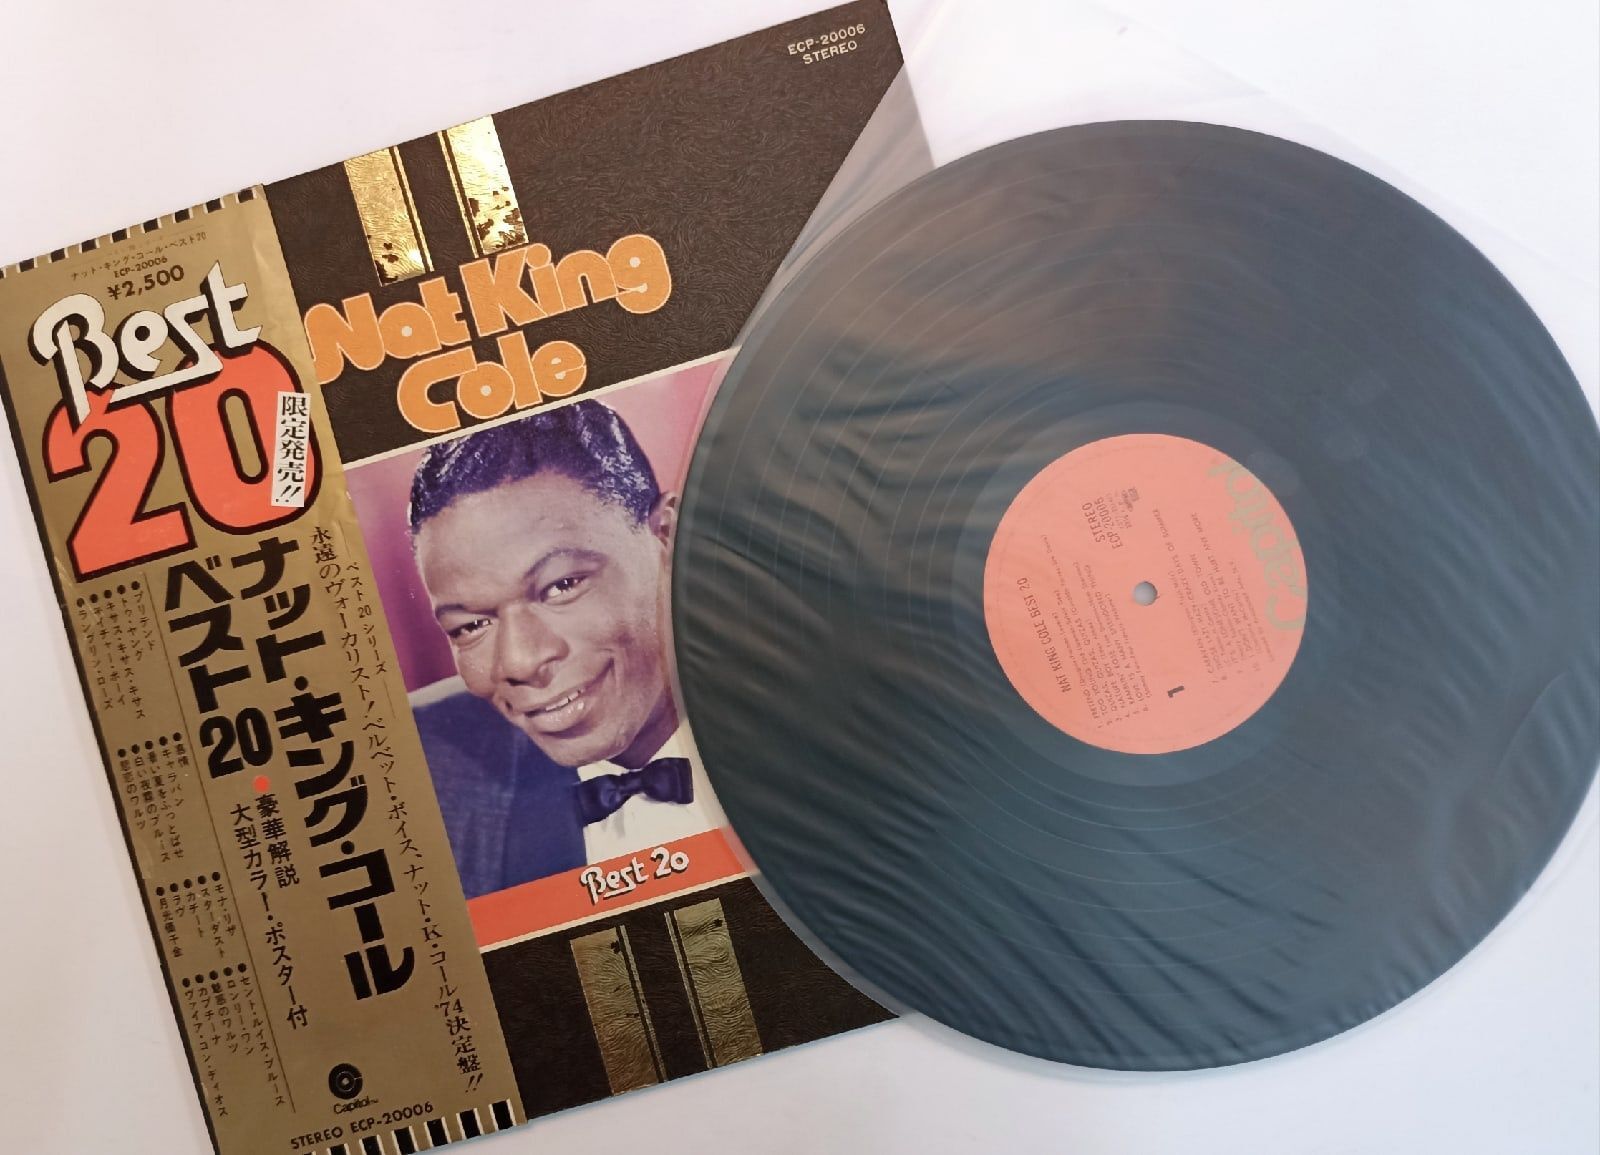 ECP-20006
STEREO
Nat King
Cole
Best 20
ナット・キング・コール・ベスト20
ECP-20006
¥2,500
Best
20
限定発売!!
ベスト20シリーズ
永遠のヴォーカリスト!ベルベット・ボイス、ナット・K・コール'74決定盤!!
ナット・キング・コール
ベスト20
●豪華解説
大型カラー・ポスター付
●プリテンド
●トゥ・ヤング
●キサス・キサス・キサス
●ネイチャー・ボーイ
●ランブリン・ローズ
●慕情
●キャラバン
●暑い夏をぶっとばせ
●白い夜霧のブルース
●悲恋のワルツ
●モナ・リザ
●スターダスト
●カチート
●ラヴ
●月光価千金
●セント・ルイス・ブルース
●ロンリー・ワン
●魅惑のワルツ
●カプチーナ
●ヴァイア・コン・ディオス
Capitol
STEREO ECP-20006
Capitol
STEREO
ECP-20006
NAT KING COLE BEST 20
1